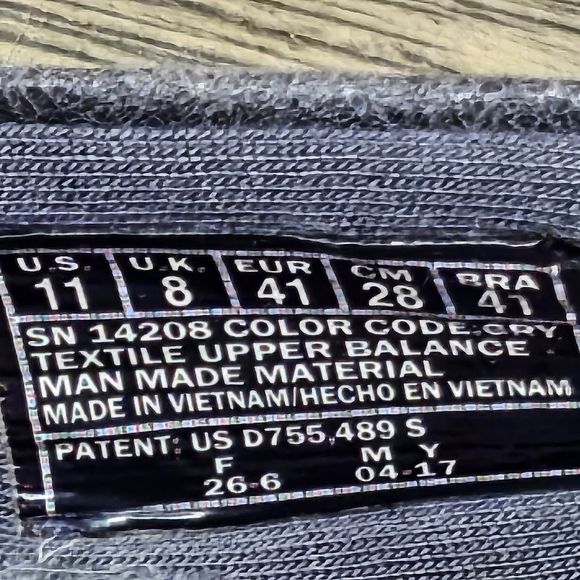 U.S. U.K. EUR CM BRA
11 8 41 28 41
SN 14208 COLOR CODE:GRY
TEXTILE UPPER BALANCE
MAN MADE MATERIAL
MADE IN VIETNAM/HECHO EN VIETNAM
PATENT: US D755,489 S
F M Y
26-6 04-17